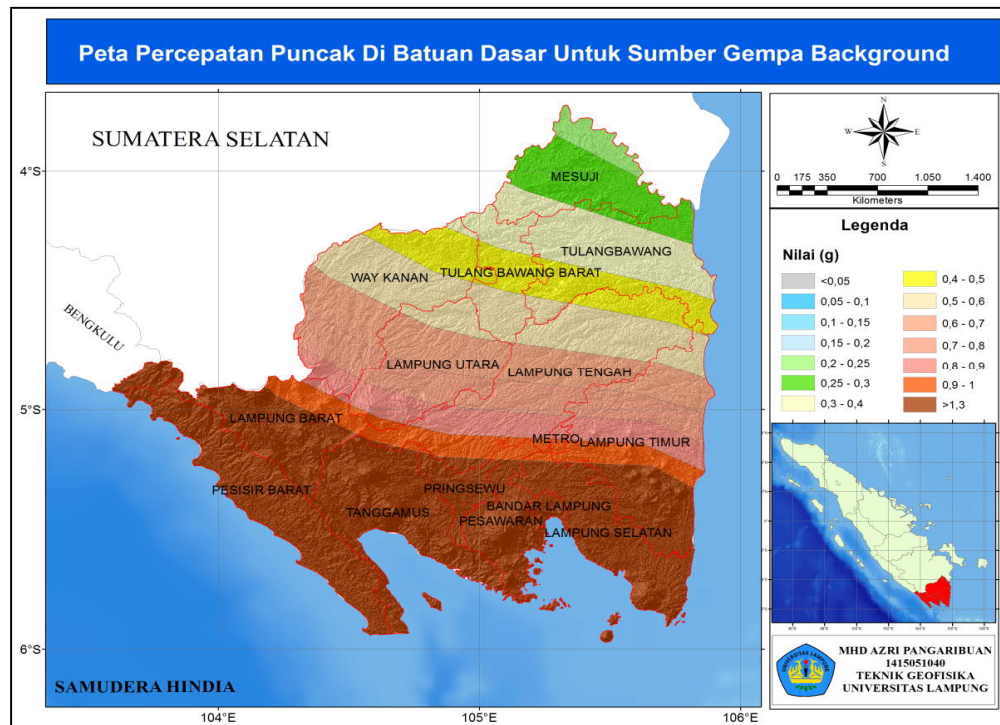 Peta Percepatan Puncak Di Batuan Dasar Untuk Sumber Gempa Background
SUMATERA SELATAN
4°S
5°S
6°S
104°E
105°E
106°E
MESUJI
TULANGBAWANG
TULANG BAWANG BARAT
WAY KANAN
BENGKULU
LAMPUNG UTARA
LAMPUNG TENGAH
LAMPUNG BARAT
METRO
LAMPUNG TIMUR
PESISIR BARAT
PRINGSEWU
TANGGAMUS
BANDAR LAMPUNG
PESAWARAN
LAMPUNG SELATAN
SAMUDERA HINDIA
N
W
E
S
0 175 350 700 1.050 1.400
Kilometers
Legenda
Nilai (g)
<0,05
0,05 - 0,1
0,1 - 0,15
0,15 - 0,2
0,2 - 0,25
0,25 - 0,3
0,3 - 0,4
0,4 - 0,5
0,5 - 0,6
0,6 - 0,7
0,7 - 0,8
0,8 - 0,9
0,9 - 1
>1,3
MHD AZRI PANGARIBUAN
1415051040
TEKNIK GEOFISIKA
UNIVERSITAS LAMPUNG